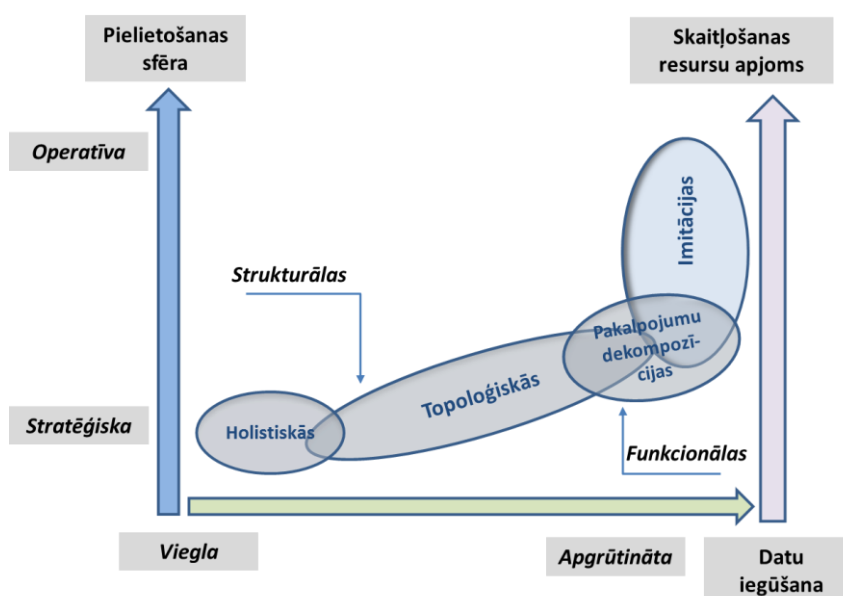 Pielietošanas
sfēra
Skaitļošanas
resursu apjoms
Operatīva
Imitācijas
Strukturālas
Pakalpojumu
dekompozī-
cijas
Topoloģiskās
Stratēģiska
Holistiskās
Funkcionālas
Viegla
Apgrūtināta
Datu
iegūšana